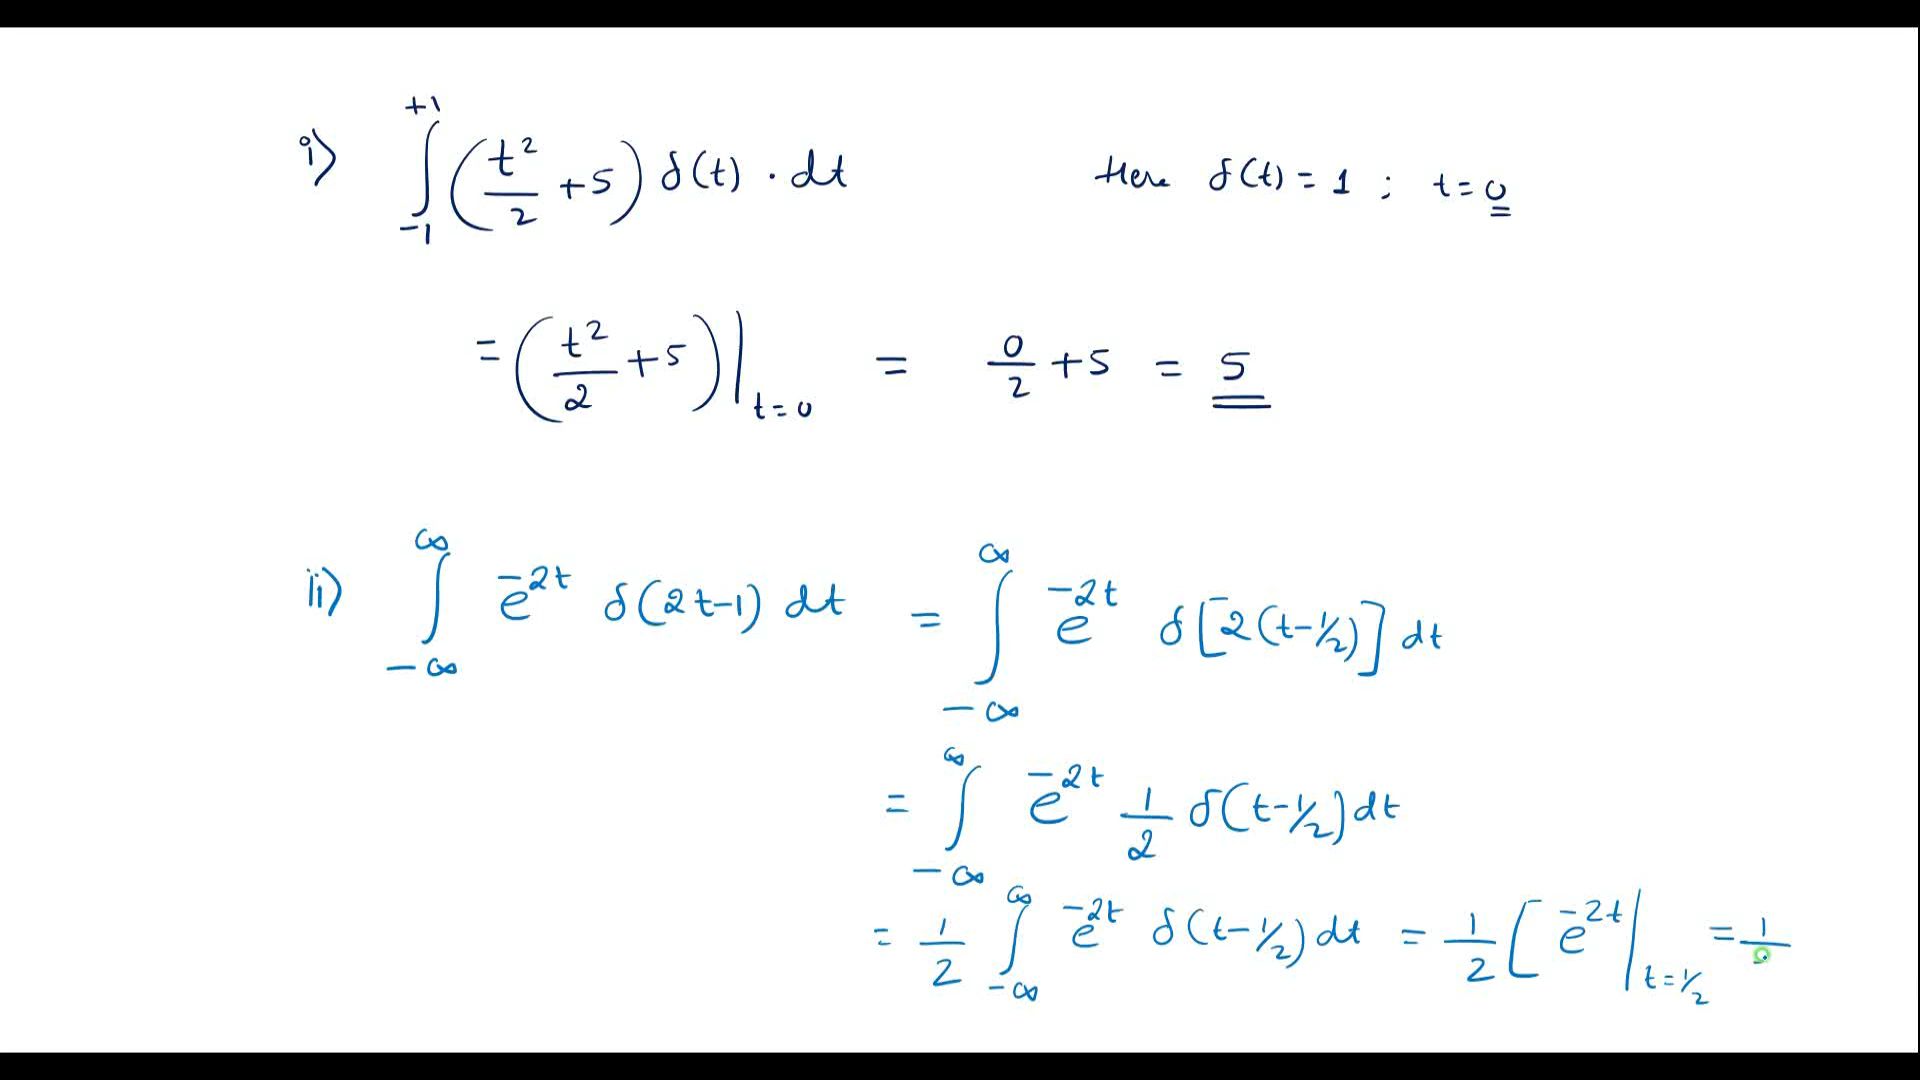 i) ∫_{-1}^{+1} (t²/2 + 5) δ(t) · dt    Here δ(t) = 1 ; t = 0
= (t²/2 + 5)|_{t=0} = 0/2 + 5 = 5
ii) ∫_{-∞}^{∞} e^{-2t} δ(2t-1) dt = ∫_{-∞}^{∞} e^{-2t} δ[2(t-1/2)] dt
= ∫_{-∞}^{∞} e^{-2t} 1/2 δ(t-1/2) dt
= 1/2 ∫_{-∞}^{∞} e^{-2t} δ(t-1/2) dt = 1/2 [e^{-2t}|_{t=1/2} = 1/